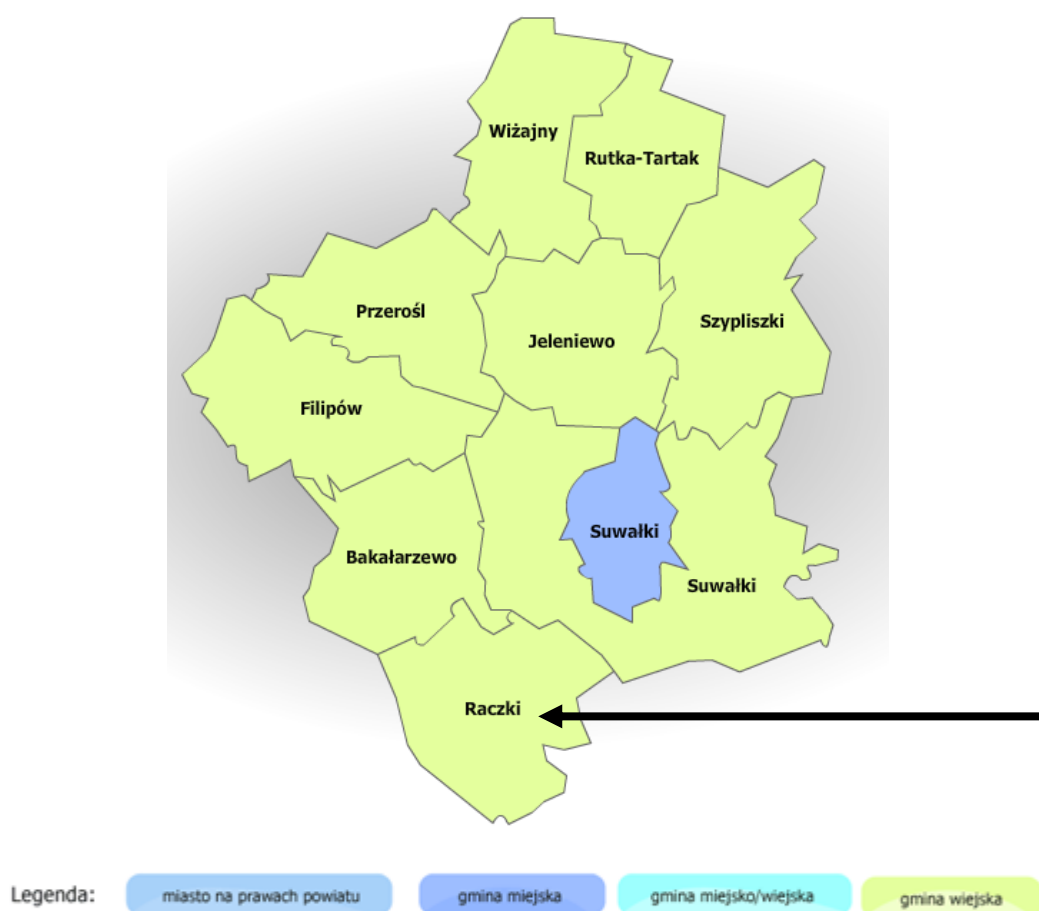 Wiżajny
Rutka-Tartak
Przerośl
Szypliszki
Jeleniewo
Filipów
Suwałki
Bakałarzewo
Suwałki
Raczki
Legenda:
miasto na prawach powiatu
gmina miejska
gmina miejsko/wiejska
gmina wiejska